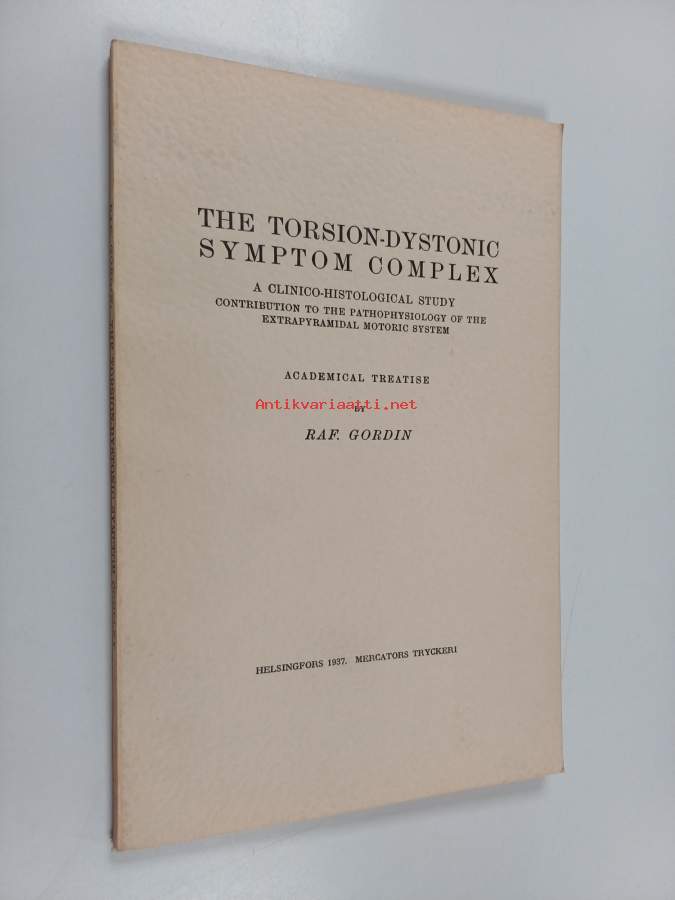 THE TORSION-DYSTONIC
SYMPTOM COMPLEX
A CLINICO-HISTOLOGICAL STUDY
CONTRIBUTION TO THE PATHOPHYSIOLOGY OF THE
EXTRAPYRAMIDAL MOTORIC SYSTEM
ACADEMICAL TREATISE
Antikvariaatti.net
BY
RAF. GORDIN
HELSINGFORS 1937. MERCATORS TRYCKERI